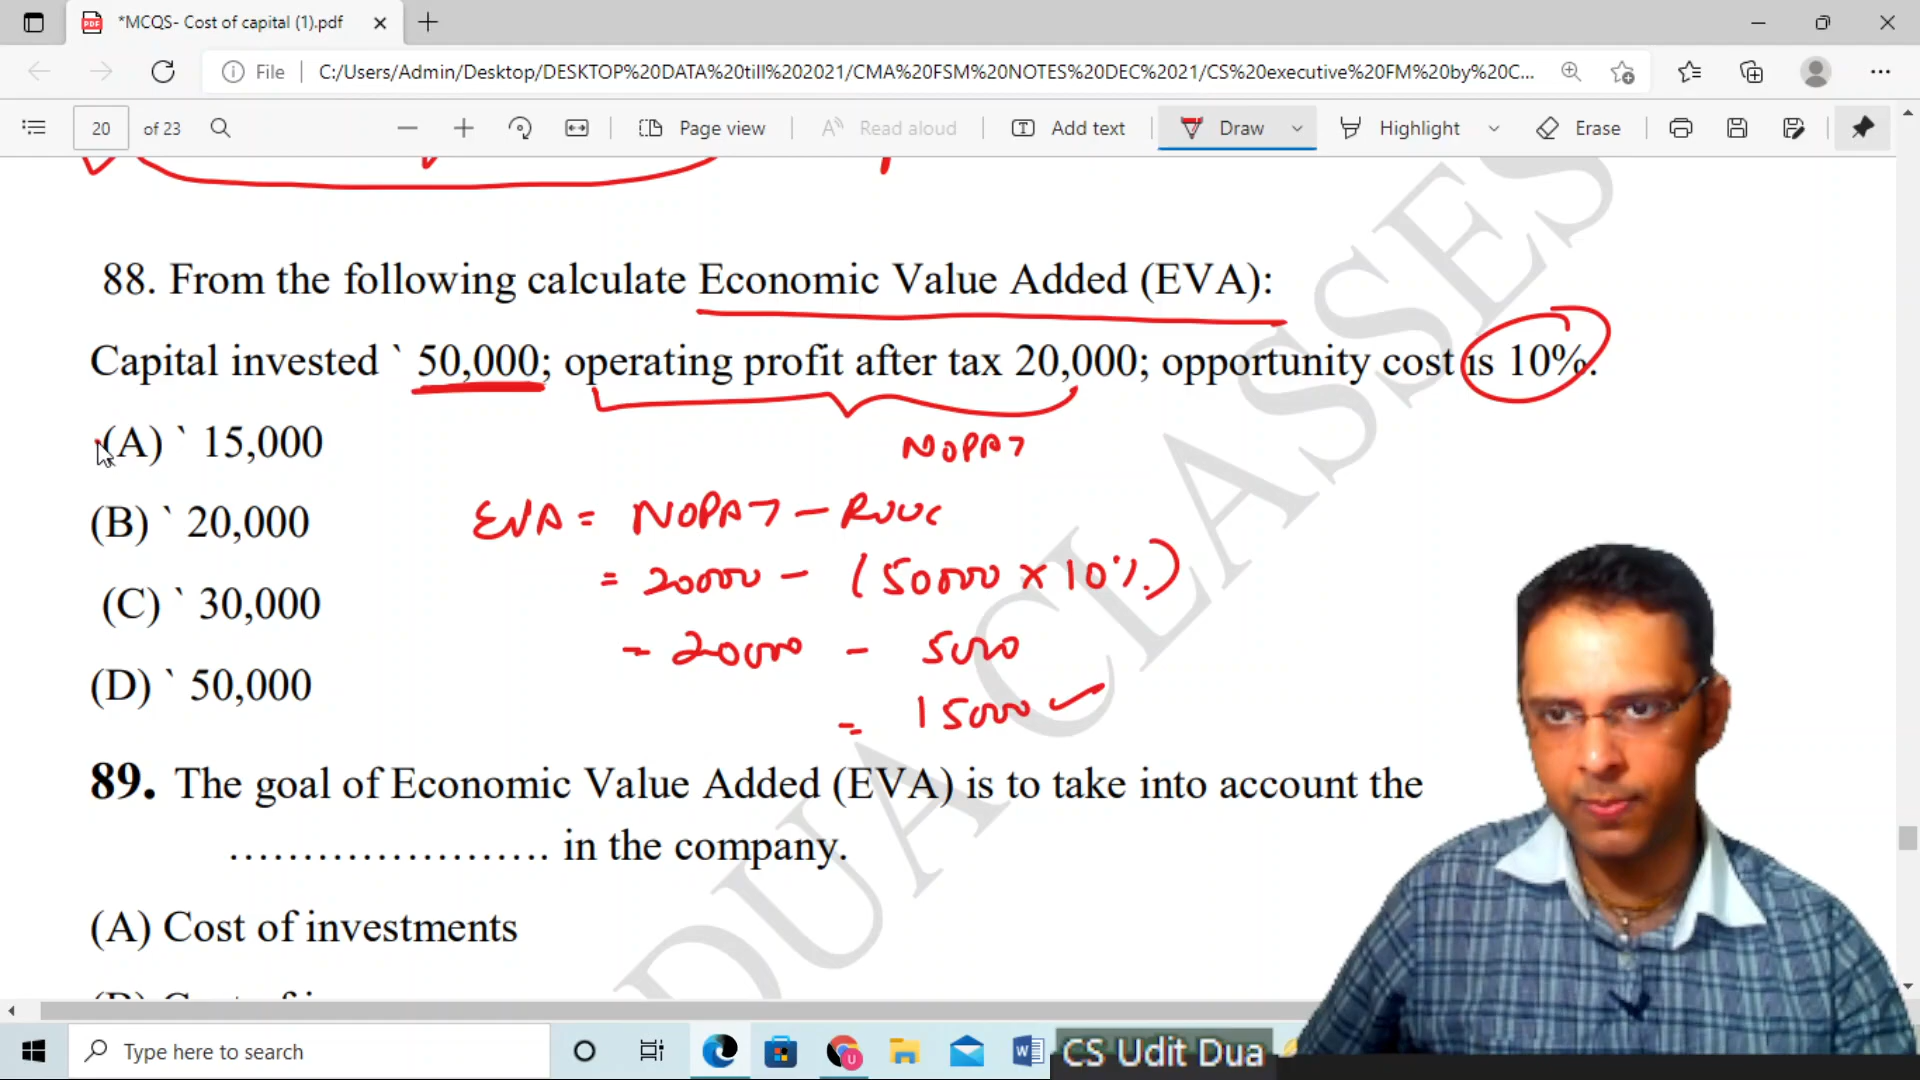 *MCQS- Cost of capital (1).pdf
File C:/Users/Admin/Desktop/DESKTOP%20DATA%20till%202021/CMA%20FSM%20NOTES%20DEC%2021/CS%20executive%20FM%20by%20C...
20 of 23 Page view Read aloud Add text Draw Highlight Erase
88. From the following calculate Economic Value Added (EVA):
Capital invested ` 50,000; operating profit after tax 20,000; opportunity cost is 10%.
(A) ` 15,000
NOPAT
(B) ` 20,000
EVA = NOPAT -
= 20000 - (50000 x 10%)
(C) ` 30,000
= 20000 - 5000
(D) ` 50,000
= 15000
89. The goal of Economic Value Added (EVA) is to take into account the
…………………. in the company.
(A) Cost of investments
DUA CLASSES
Type here to search
CS Udit Dua